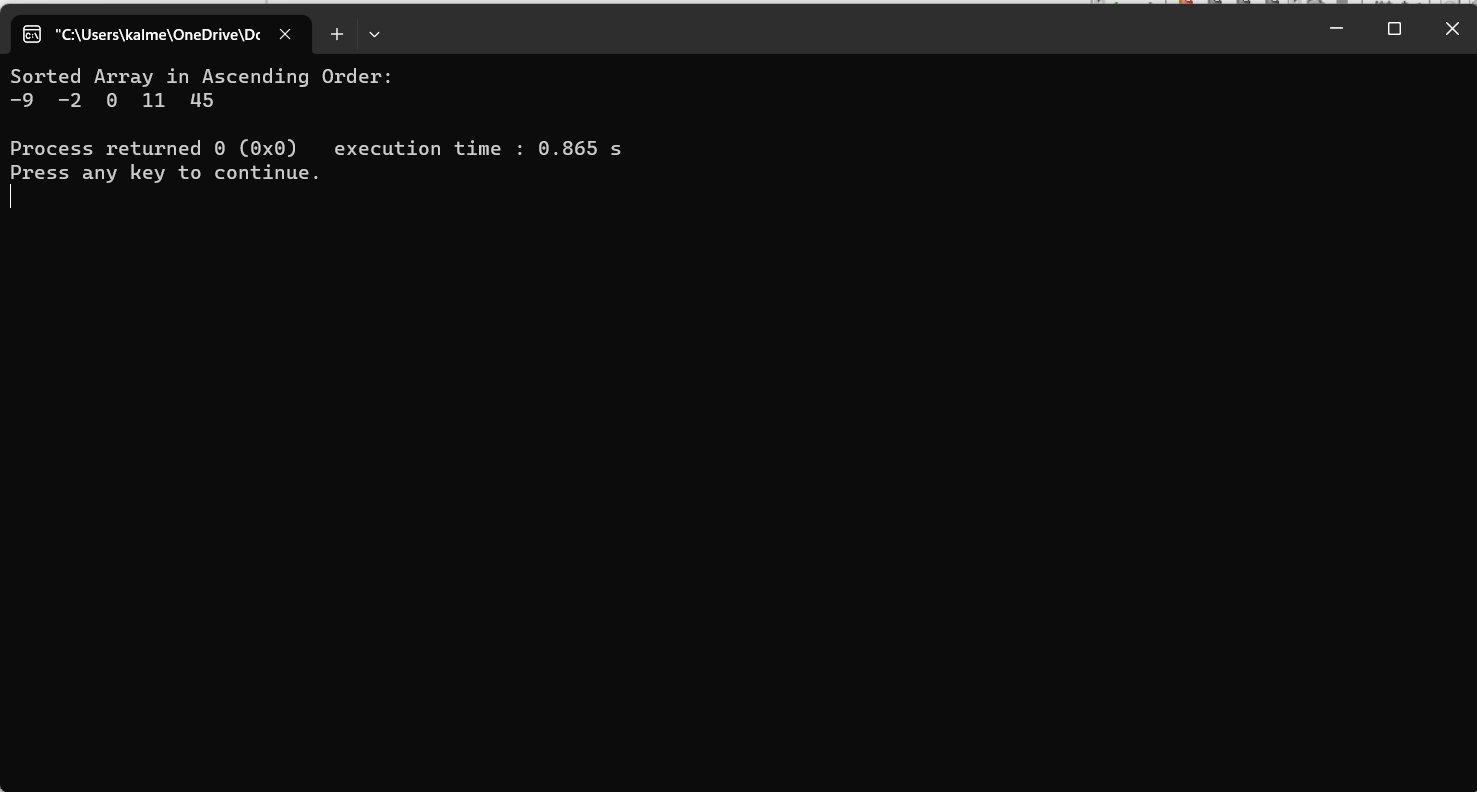 "C:\Users\kalme\OneDrive\Dc
Sorted Array in Ascending Order:
-9  -2  0  11  45
Process returned 0 (0x0)   execution time : 0.865 s
Press any key to continue.